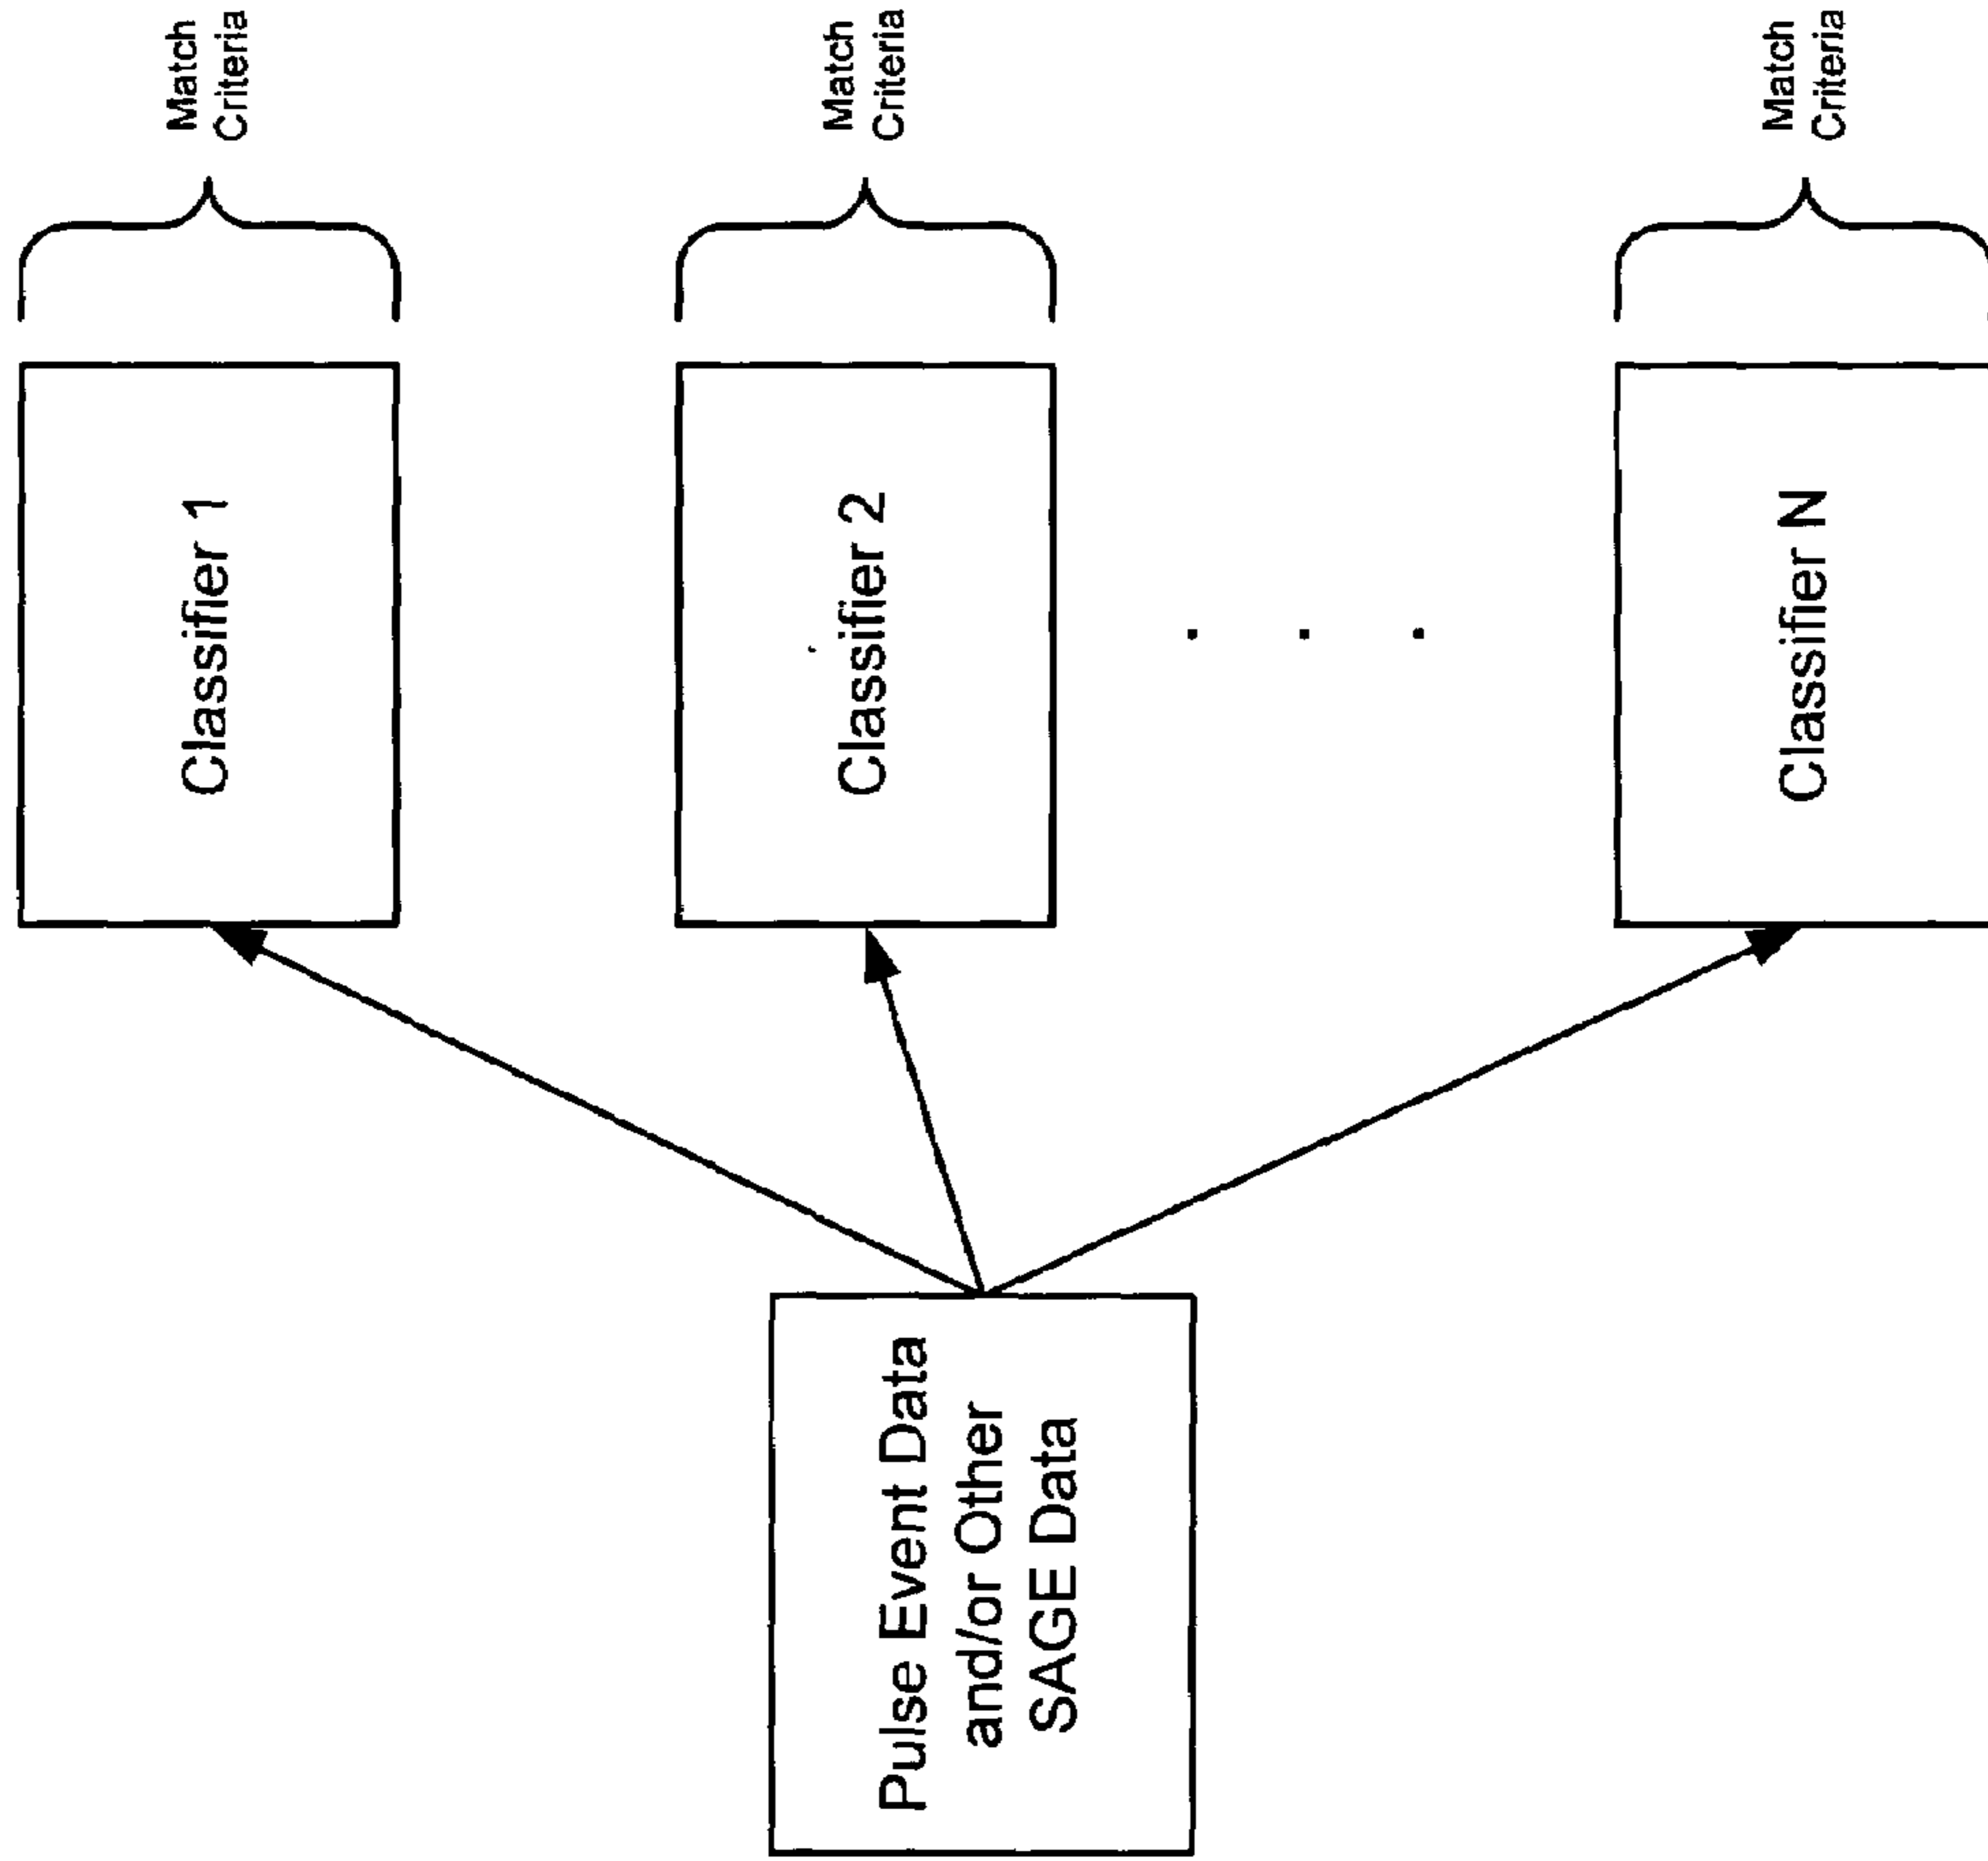 Pulse Event Data
and/or Other
SAGE Data
Classifier 1
Match
Criteria
Classifier 2
Match
Criteria
. . .
Classifier N
Match
Criteria